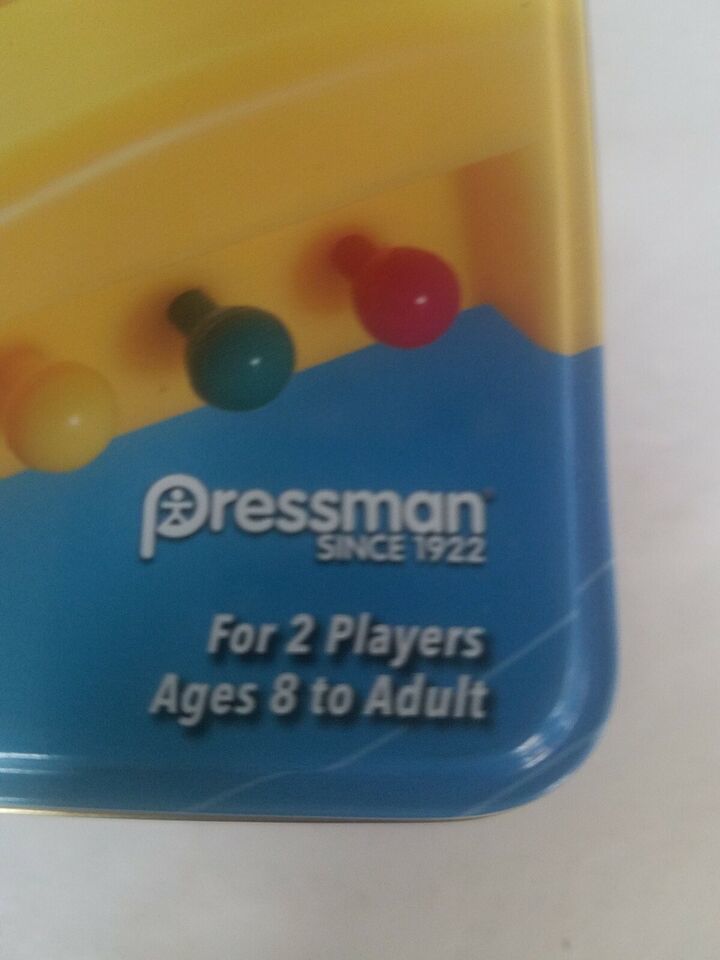 Pressman
SINCE 1922
For 2 Players
Ages 8 to Adult